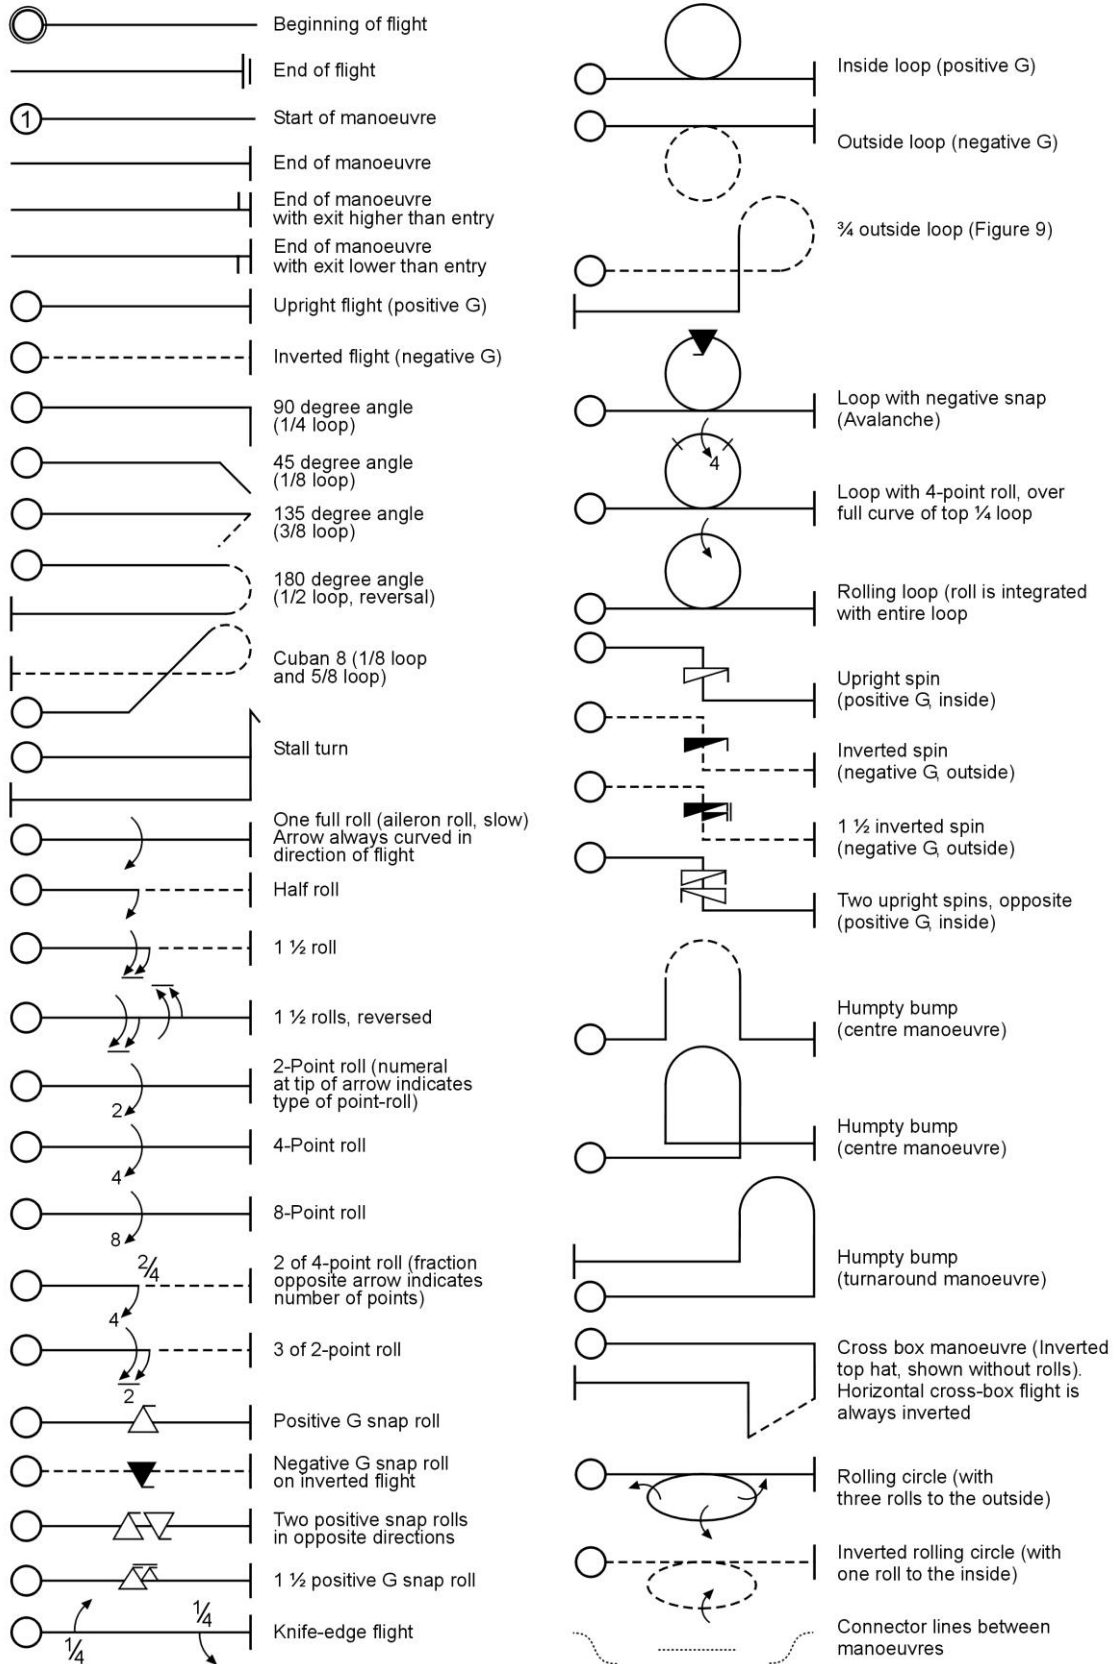 Beginning of flight
End of flight
1
Start of manoeuvre
End of manoeuvre
End of manoeuvre
with exit higher than entry
End of manoeuvre
with exit lower than entry
Upright flight (positive G)
Inverted flight (negative G)
90 degree angle
(1/4 loop)
45 degree angle
(1/8 loop)
135 degree angle
(3/8 loop)
180 degree angle
(1/2 loop, reversal)
Cuban 8 (1/8 loop
and 5/8 loop)
Stall turn
One full roll (aileron roll, slow)
Arrow always curved in
direction of flight
Half roll
1 ½ roll
1 ½ rolls, reversed
2-Point roll (numeral
at tip of arrow indicates
type of point-roll)
2
4-Point roll
4
8-Point roll
8
2/4
2 of 4-point roll (fraction
opposite arrow indicates
number of points)
4
3 of 2-point roll
2
Positive G snap roll
Negative G snap roll
on inverted flight
Two positive snap rolls
in opposite directions
1 ½ positive G snap roll
1/4
1/4
Knife-edge flight
Inside loop (positive G)
Outside loop (negative G)
¾ outside loop (Figure 9)
Loop with negative snap
(Avalanche)
4
Loop with 4-point roll, over
full curve of top ¼ loop
Rolling loop (roll is integrated
with entire loop
Upright spin
(positive G, inside)
Inverted spin
(negative G, outside)
1 ½ inverted spin
(negative G, outside)
Two upright spins, opposite
(positive G, inside)
Humpty bump
(centre manoeuvre)
Humpty bump
(centre manoeuvre)
Humpty bump
(turnaround manoeuvre)
Cross box manoeuvre (Inverted
top hat, shown without rolls).
Horizontal cross-box flight is
always inverted
Rolling circle (with
three rolls to the outside)
Inverted rolling circle (with
one roll to the inside)
Connector lines between
manoeuvres